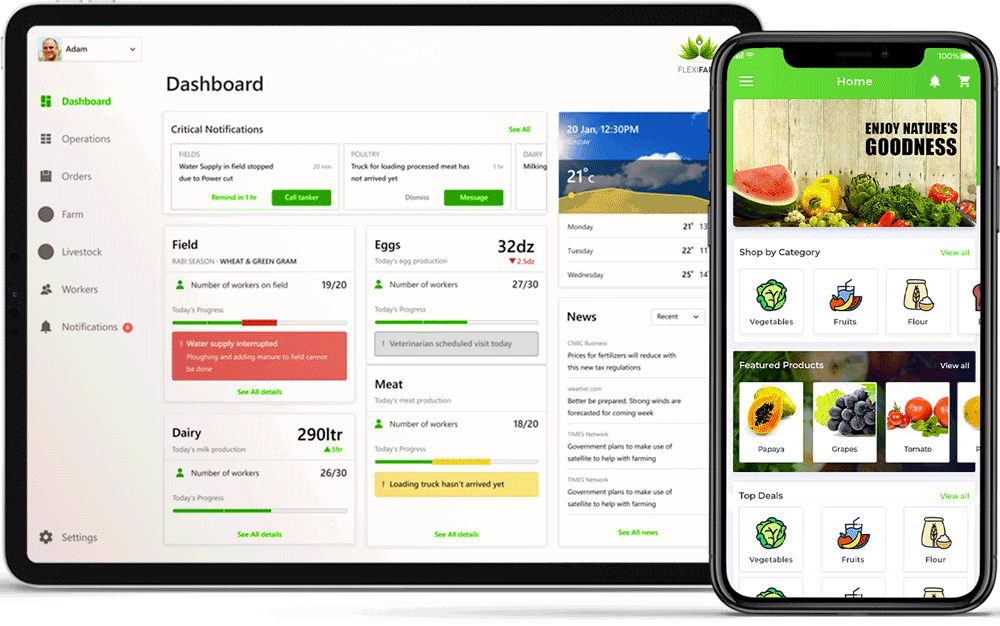 Adam
FLEXIFAR
Dashboard
Dashboard
Operations
Orders
Farm
Livestock
Workers
Notifications 6
Settings
Critical Notifications
See All
FIELDS
Water Supply in field stopped
due to Power cut
20 min
Remind in 1 hr
Call tanker
POULTRY
Truck for loading processed meat has
not arrived yet
1 hr
Dismiss
Message
DAIRY
Milking
20 Jan, 12:30PM
SUNDAY
21°c
Monday 21° 13
Tuesday 22° 11
Wednesday 25° 14
Field
RABI SEASON - WHEAT & GREEN GRAM
Number of workers on field 19/20
Today's Progress
! Water supply interrupted
Ploughing and adding manure to field cannot
be done
See All details
Eggs 32dz
Today's egg production 2.5dz
Number of workers 27/30
Today's Progress
! Veterinarian scheduled visit today
Meat
Today's meat production
Number of workers 18/20
Today's Progress
! Loading truck hasn't arrived yet
See All details
Dairy 290ltr
Today's milk production 5ltr
Number of workers 26/30
Today's Progress
See All details
News
Recent
CNBC Business
Prices for fertilizers will reduce with
this new tax regulations
weather.com
Better be prepared, Strong winds are
forecasted for coming week
TIMES Network
Government plans to make use of
satellite to help with farming
TIMES Network
Government plans to make use of
satellite to help with farming
See All news
100%
Home
ENJOY NATURE'S
GOODNESS
Shop by Category
View all
Vegetables
Fruits
Flour
Featured Products
View all
Papaya
Grapes
Tomato
Top Deals
View all
Vegetables
Fruits
Flour